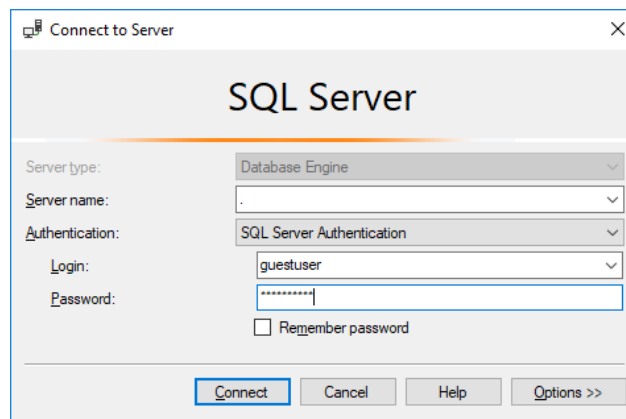 Connect to Server
SQL Server
Server type: Database Engine
Server name: .
Authentication: SQL Server Authentication
Login: guestuser
Password: **********
Remember password
Connect Cancel Help Options >>